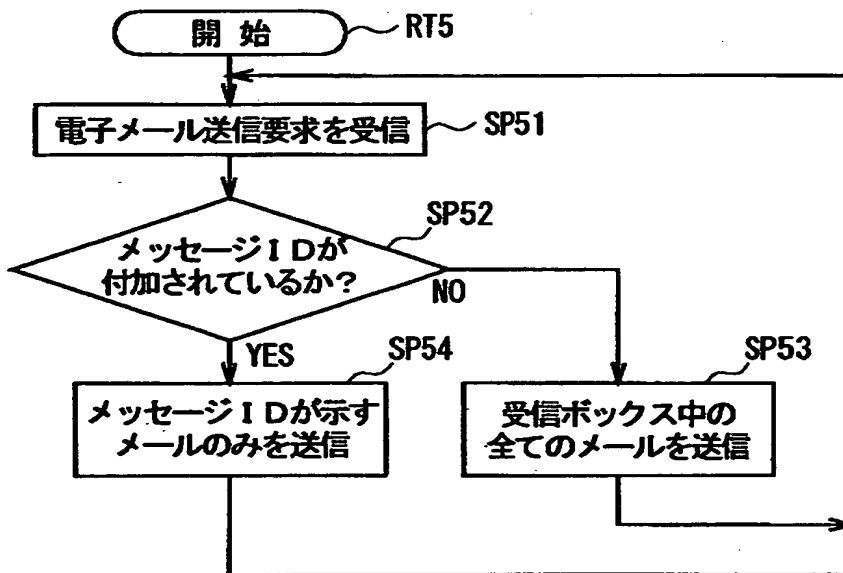 開始
RT5
電子メール送信要求を受信
SP51
SP52
メッセージIDが
付加されているか?
NO
YES
SP54
SP53
メッセージIDが示す
メールのみを送信
受信ボックス中の
全てのメールを送信